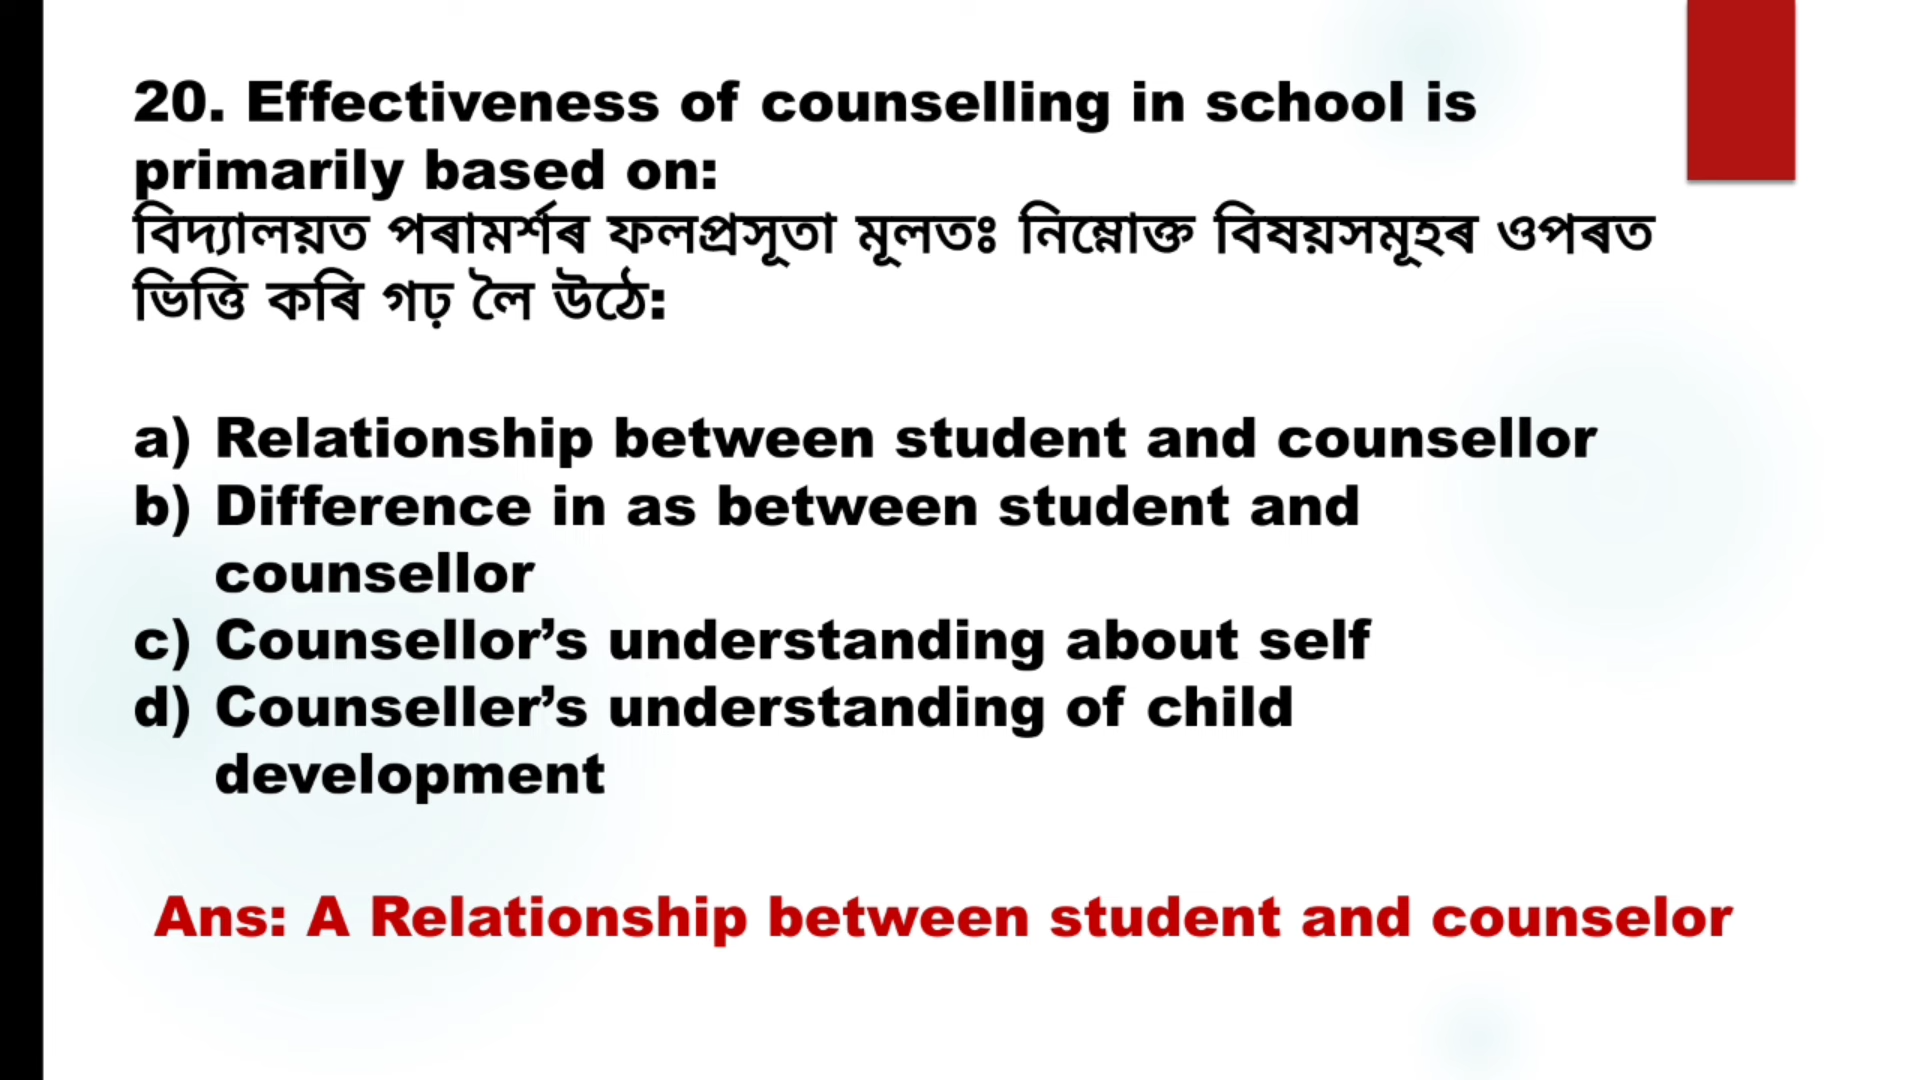 20. Effectiveness of counselling in school is
primarily based on:
বিদ্যালয়ত পৰামৰ্শৰ ফলপ্ৰসূতা মূলতঃ নিম্নোক্ত বিষয়সমূহৰ ওপৰত
ভিত্তি কৰি গঢ় লৈ উঠে:
a) Relationship between student and counsellor
b) Difference in as between student and
counsellor
c) Counsellor’s understanding about self
d) Counseller’s understanding of child
development
Ans: A Relationship between student and counselor